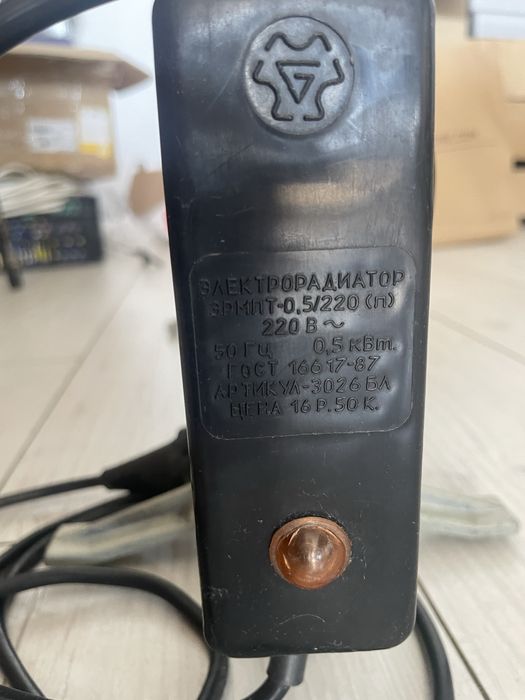 ЭЛЕКТРОРАДИАТОР
ЭРМПТ-0,5/220 (п)
220 В ~
50 ГЦ 0,5 кВт.
ГОСТ 16617-87
АРТИКУЛ-3026 БЛ
ЦЕНА 16 Р. 50 К.